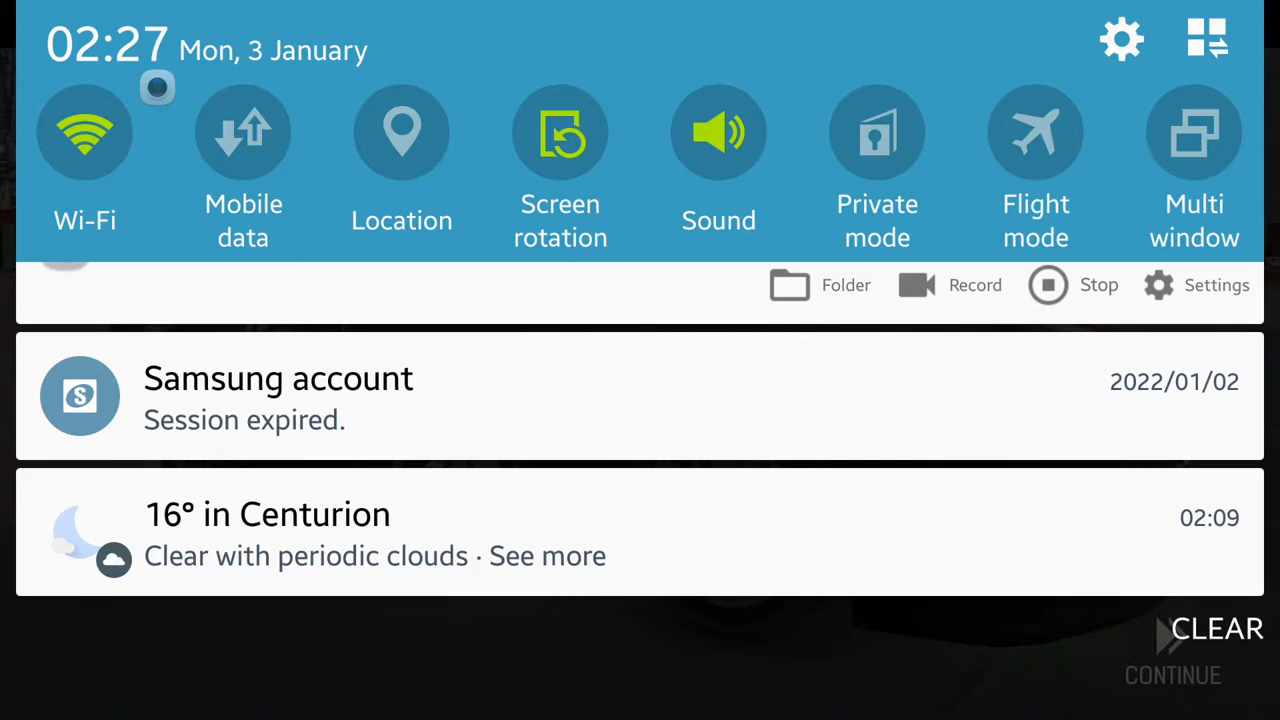 02:27 Mon, 3 January
Wi-Fi
Mobile data
Location
Screen rotation
Sound
Private mode
Flight mode
Multi window
Folder Record Stop Settings
Samsung account 2022/01/02
Session expired.
16° in Centurion 02:09
Clear with periodic clouds · See more
CLEAR
CONTINUE